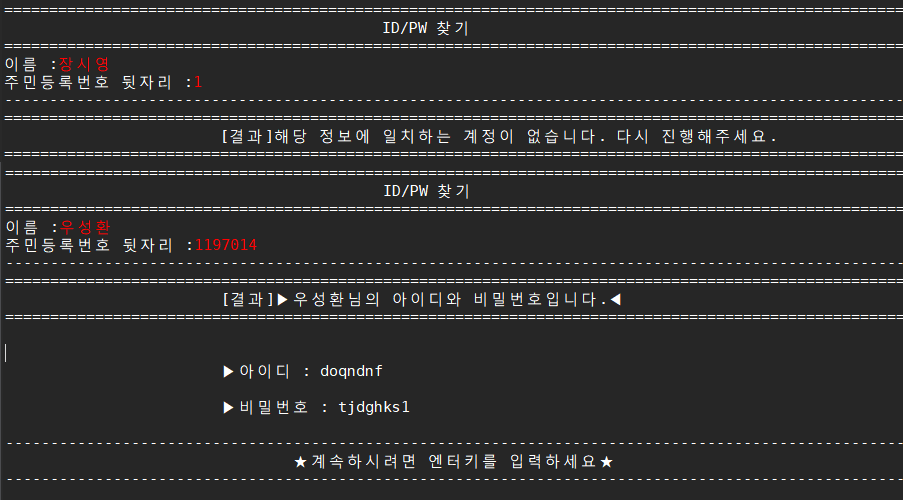 ID/PW 찾기
이름 :장시영
주민등록번호 뒷자리 :1
[결과]해당 정보에 일치하는 계정이 없습니다. 다시 진행해주세요.
ID/PW 찾기
이름 :우성환
주민등록번호 뒷자리 :1197014
[결과]▶우성환님의 아이디와 비밀번호입니다.◀
▶아이디 : doqndnf
▶비밀번호 : tjdghks1
★계속하시려면 엔터키를 입력하세요★